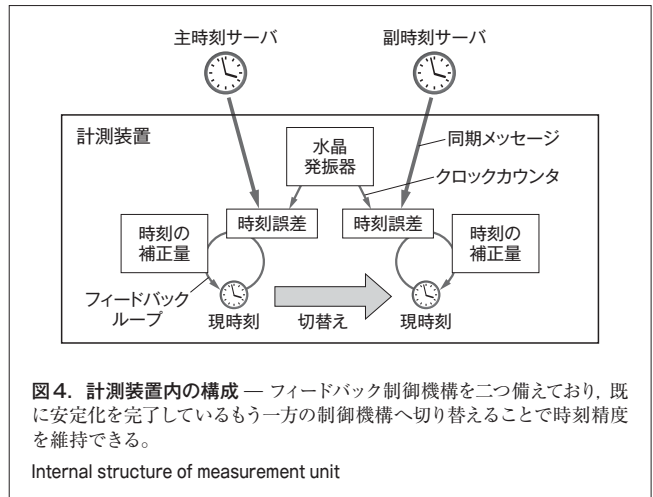 主時刻サーバ
副時刻サーバ
計測装置
水晶
発振器
同期メッセージ
クロックカウンタ
時刻誤差
時刻誤差
時刻の
補正量
時刻の
補正量
フィードバック
ループ
現時刻
切替え
現時刻
図4. 計測装置内の構成 — フィードバック制御機構を二つ備えており，既
に安定化を完了しているもう一方の制御機構へ切り替えることで時刻精度
を維持できる。
Internal structure of measurement unit